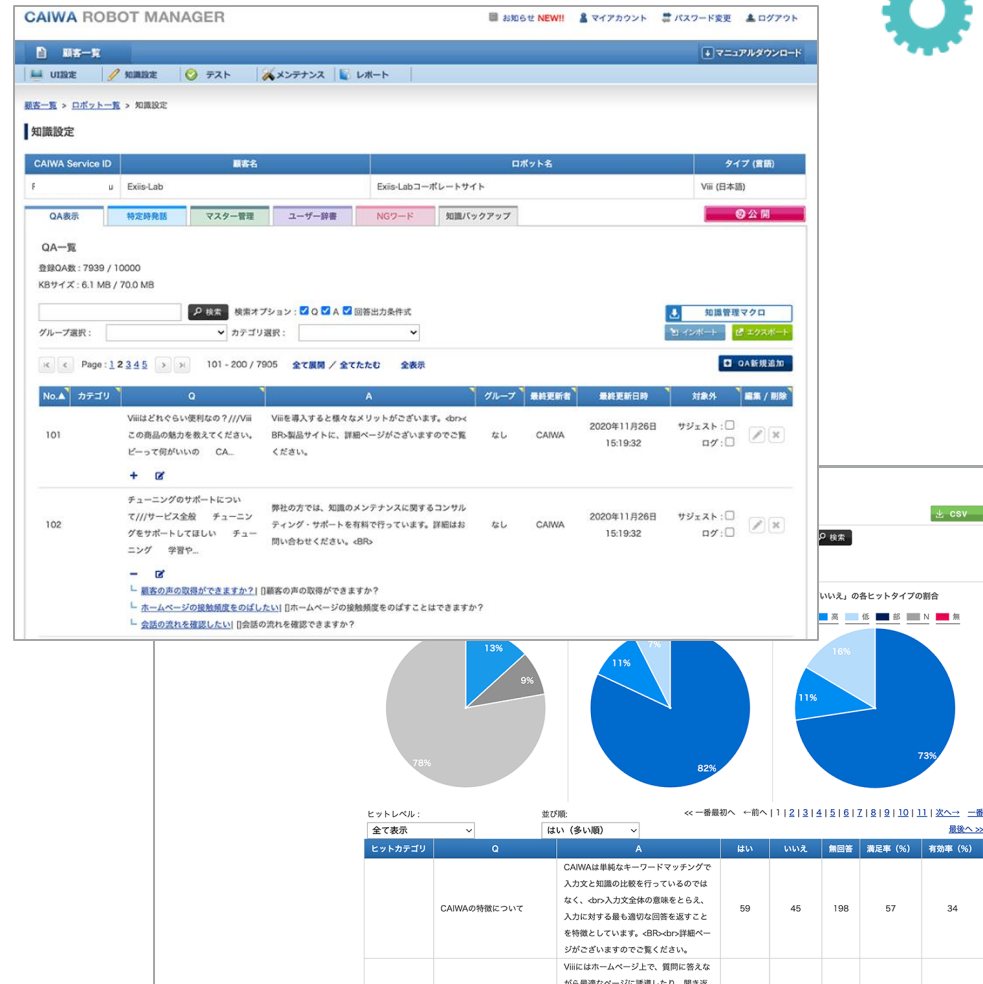 CAIWA ROBOT MANAGER
お知らせ NEW!! マイアカウント パスワード変更 ログアウト
顧客一覧 マニュアルダウンロード
UI設定 知識設定 テスト メンテナンス レポート
顧客一覧 > ロボット一覧 > 知識設定
知識設定
CAIWA Service ID 顧客名 ロボット名 タイプ (言語)
u Exiis-Lab Exiis-Labコーポレートサイト Viii (日本語)
QA表示 特定時発話 マスター管理 ユーザー辞書 NGワード 知識バックアップ 公開
QA一覧
登録QA数 : 7939 / 10000
KBサイズ : 6.1 MB / 70.0 MB
検索 検索オプション : Q A 回答出力条件式 知識管理マクロ
グループ選択 : カテゴリ選択 : インポート エクスポート
Page : 1 2 3 4 5 101 - 200 / 7905 全て展開 / 全てたたむ 全表示 QA新規追加
No.▲ カテゴリ Q A グループ 最終更新者 最終更新日時 対象外 編集 / 削除
101
Viiiはどれぐらい便利なの？///Viii
この商品の魅力を教えてください。
ビーって何がいいの CA...
Viiiを導入すると様々なメリットがございます。<br><
BR>製品サイトに、詳細ページがございますのでご覧
ください。
なし CAIWA
2020年11月26日
15:19:32
サジェスト :
ログ :
102
チューニングのサポートについ
て///サービス全般 チューニン
グをサポートしてほしい チュー
ニング 学習や...
弊社の方では、知識のメンテナンスに関するコンサル
ティング・サポートを有料で行っています。詳細はお
問い合わせください。<BR>
なし CAIWA
2020年11月26日
15:19:32
サジェスト :
ログ :
顧客の声の取得ができますか？| []顧客の声の取得ができますか？
ホームページの接触頻度をのばしたい| []ホームページの接触頻度をのばすことはできますか？
会話の流れを確認したい| []会話の流れを確認できますか？
CSV
検索
いいえ」の各ヒットタイプの割合
高 低 部 N 無
13%
9%
78%
7%
11%
82%
16%
11%
73%
ヒットレベル :
全て表示
並び順:
はい（多い順）
<< 一番最初へ ←前へ | 1 | 2 | 3 | 4 | 5 | 6 | 7 | 8 | 9 | 10 | 11 | 次へ→ 一番
最後へ >>
ヒットカテゴリ Q A はい いいえ 無回答 満足率（%） 有効率（%）
CAIWAの特徴について
CAIWAは単純なキーワードマッチングで
入力文と知識の比較を行っているのでは
なく、<br>入力文全体の意味をとらえ、
入力に対する最も適切な回答を返すこと
を特徴としています。<BR><br>詳細ペー
ジがございますのでご覧ください。
59 45 198 57 34
Viiiにはホームページ上で、質問に答えな